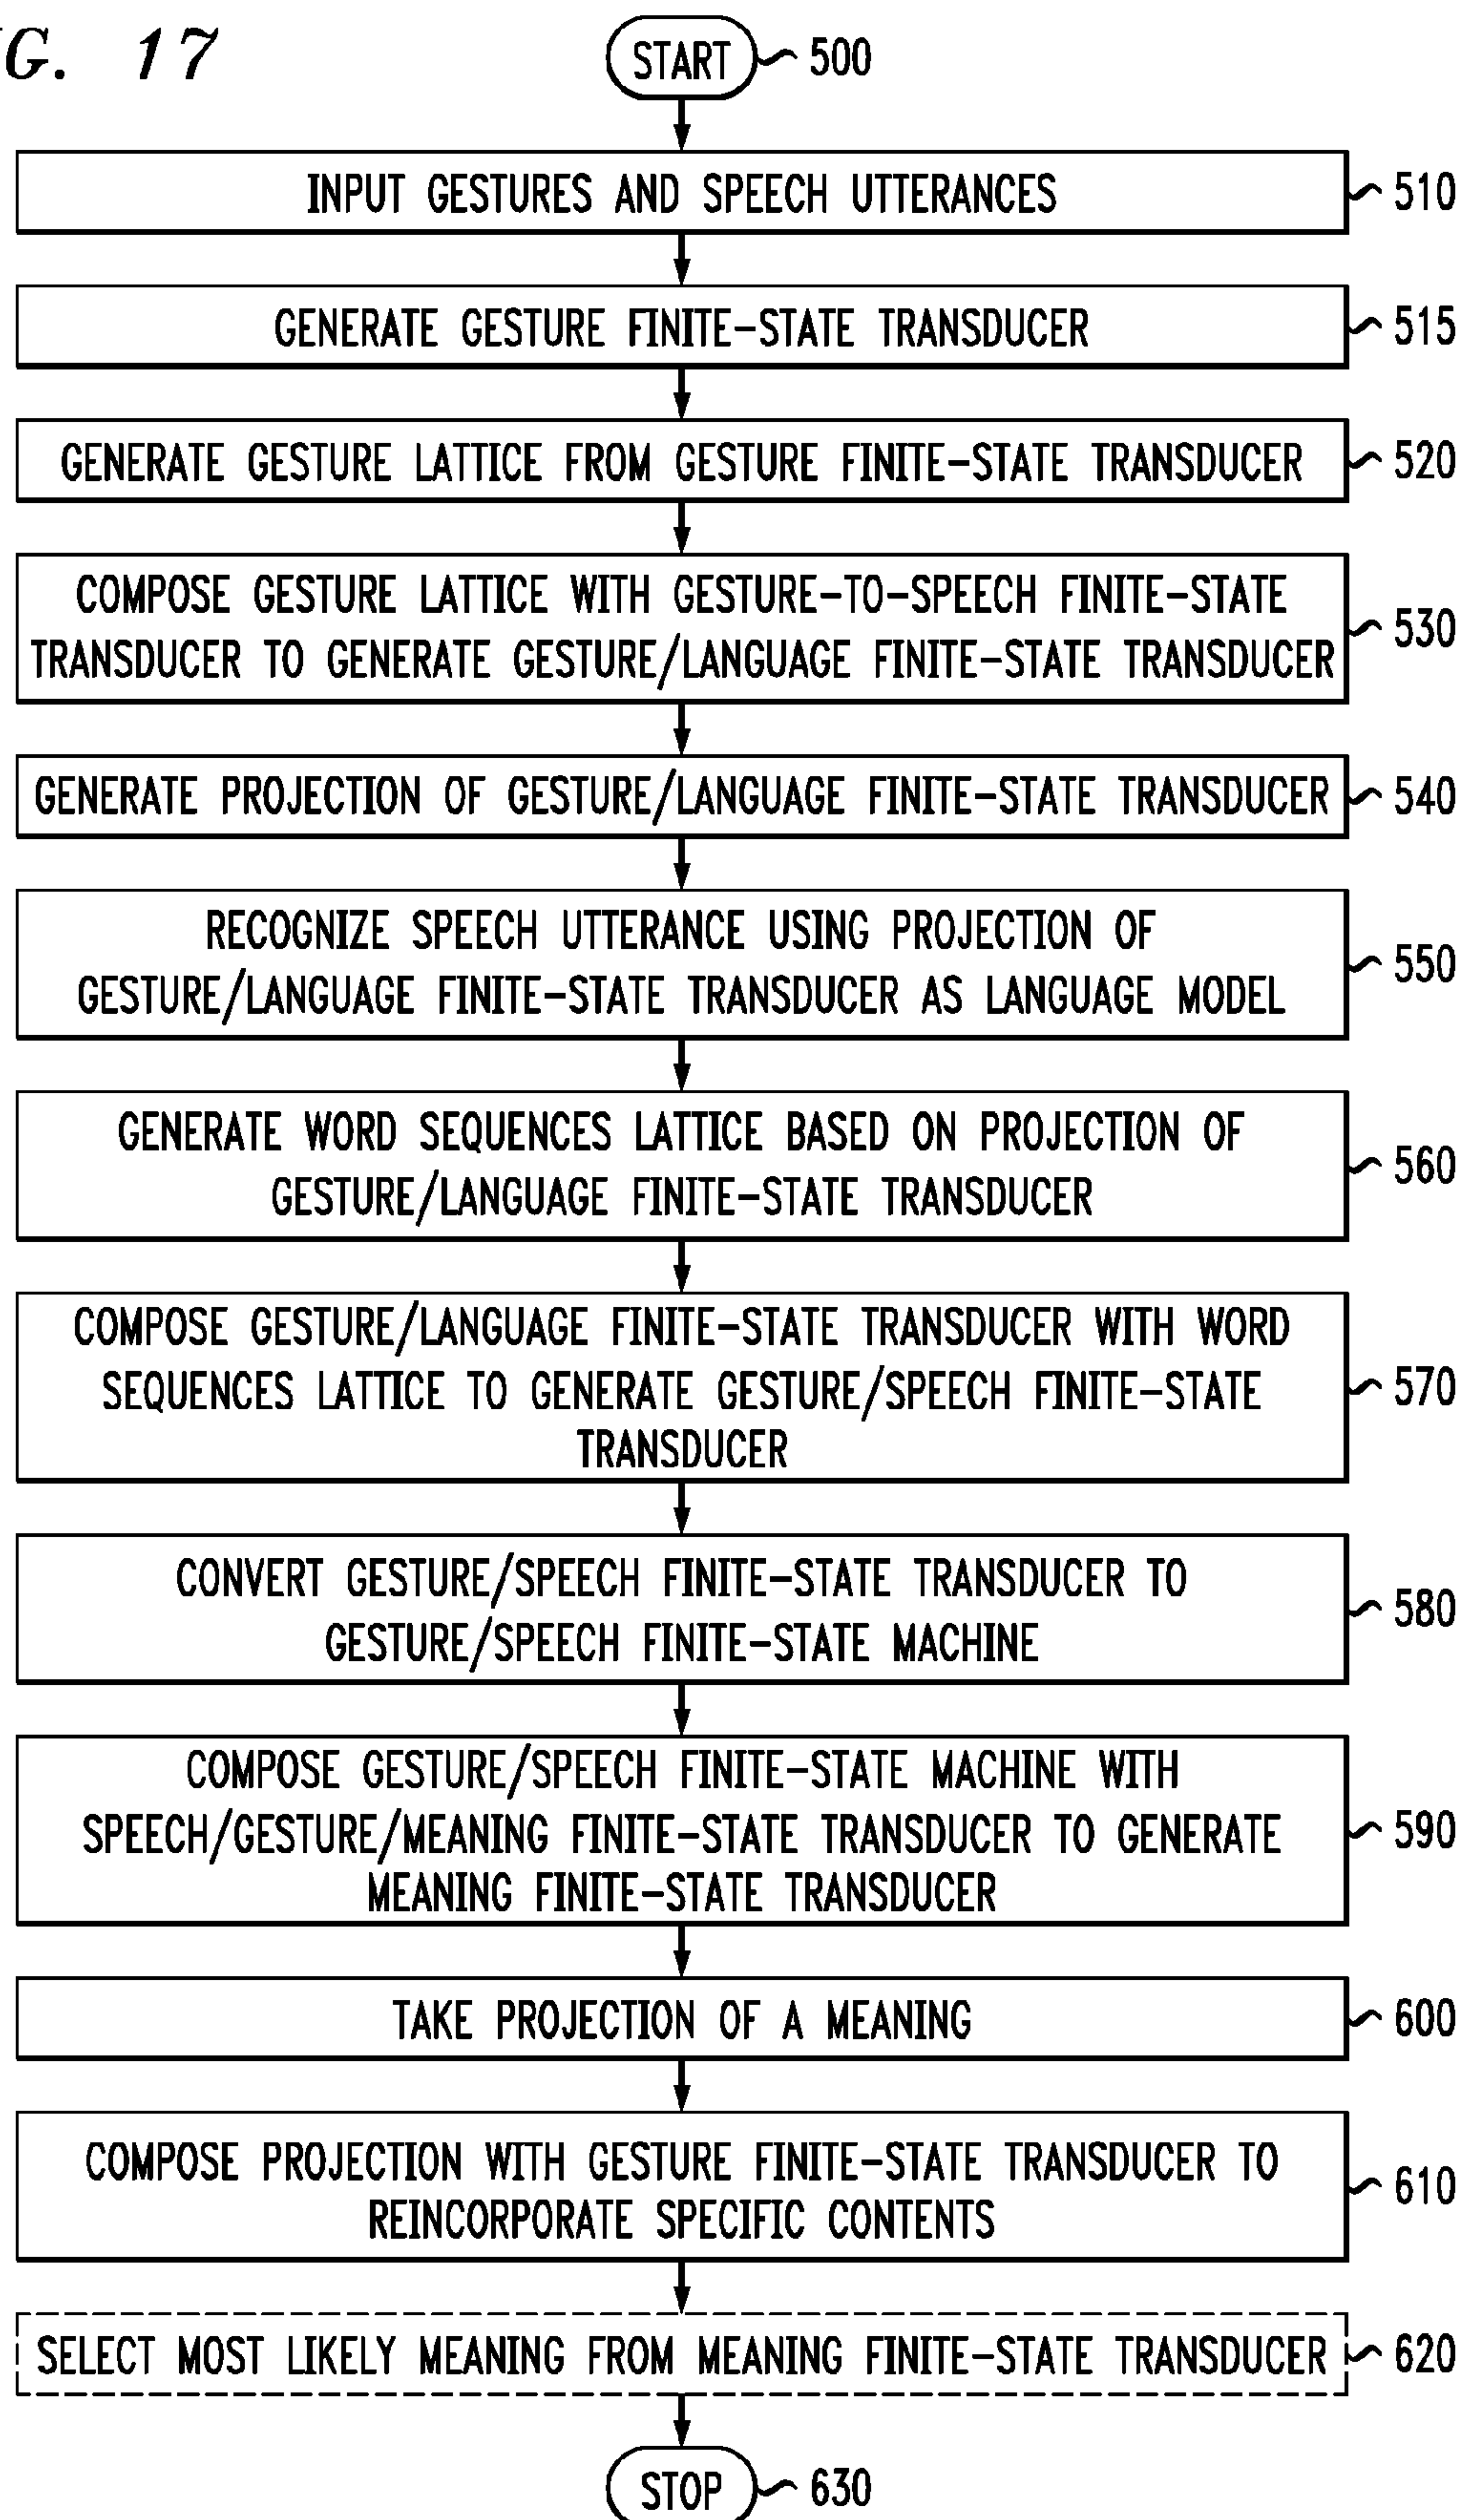 G. 17
START 500
INPUT GESTURES AND SPEECH UTTERANCES 510
GENERATE GESTURE FINITE-STATE TRANSDUCER 515
GENERATE GESTURE LATTICE FROM GESTURE FINITE-STATE TRANSDUCER 520
COMPOSE GESTURE LATTICE WITH GESTURE-TO-SPEECH FINITE-STATE
TRANSDUCER TO GENERATE GESTURE/LANGUAGE FINITE-STATE TRANSDUCER
530
GENERATE PROJECTION OF GESTURE/LANGUAGE FINITE-STATE TRANSDUCER 540
RECOGNIZE SPEECH UTTERANCE USING PROJECTION OF
GESTURE/LANGUAGE FINITE-STATE TRANSDUCER AS LANGUAGE MODEL
550
GENERATE WORD SEQUENCES LATTICE BASED ON PROJECTION OF
GESTURE/LANGUAGE FINITE-STATE TRANSDUCER
560
COMPOSE GESTURE/LANGUAGE FINITE-STATE TRANSDUCER WITH WORD
SEQUENCES LATTICE TO GENERATE GESTURE/SPEECH FINITE-STATE
TRANSDUCER
570
CONVERT GESTURE/SPEECH FINITE-STATE TRANSDUCER TO
GESTURE/SPEECH FINITE-STATE MACHINE
580
COMPOSE GESTURE/SPEECH FINITE-STATE MACHINE WITH
SPEECH/GESTURE/MEANING FINITE-STATE TRANSDUCER TO GENERATE
MEANING FINITE-STATE TRANSDUCER
590
TAKE PROJECTION OF A MEANING 600
COMPOSE PROJECTION WITH GESTURE FINITE-STATE TRANSDUCER TO
REINCORPORATE SPECIFIC CONTENTS
610
SELECT MOST LIKELY MEANING FROM MEANING FINITE-STATE TRANSDUCER 620
STOP 630